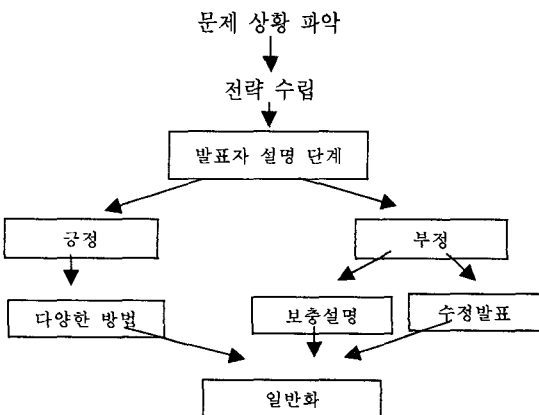 문제 상황 파악
전략 수립
발표자 설명 단계
긍정
부정
다양한 방법
보충설명
수정발표
일반화